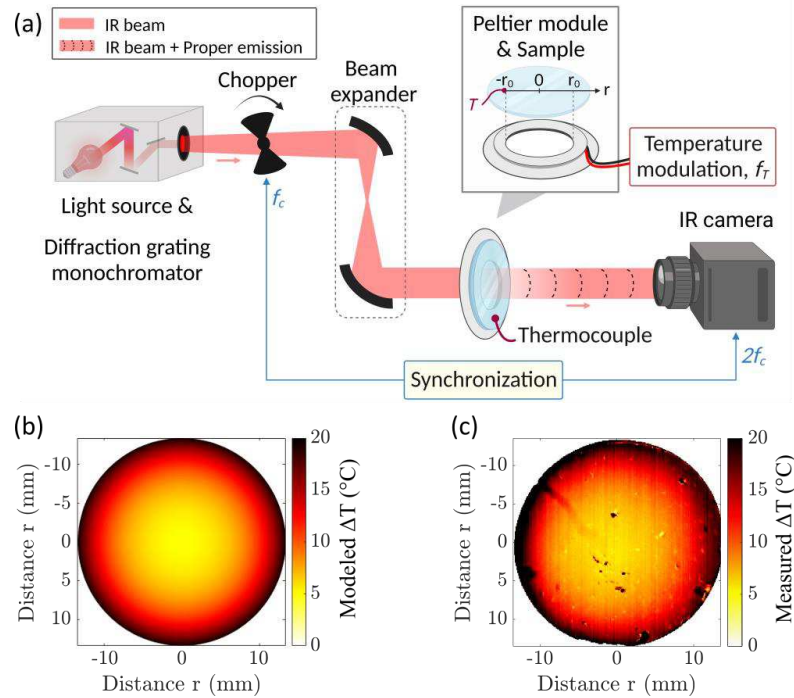 (a)
IR beam
IR beam + Proper emission
Chopper
Beam
expander
Peltier module
& Sample
-r₀ 0 r₀ r
T
Temperature
modulation, f_T
Light source &
Diffraction grating
monochromator
f_c
IR camera
Thermocouple
2f_c
Synchronization
(b)
-10
-5
0
5
10
Distance r (mm)
-10 0 10
Distance r (mm)
20
15
10
5
0
Modeled ΔT (°C)
(c)
-10
-5
0
5
10
Distance r (mm)
-10 0 10
Distance r (mm)
20
15
10
5
0
Measured ΔT (°C)